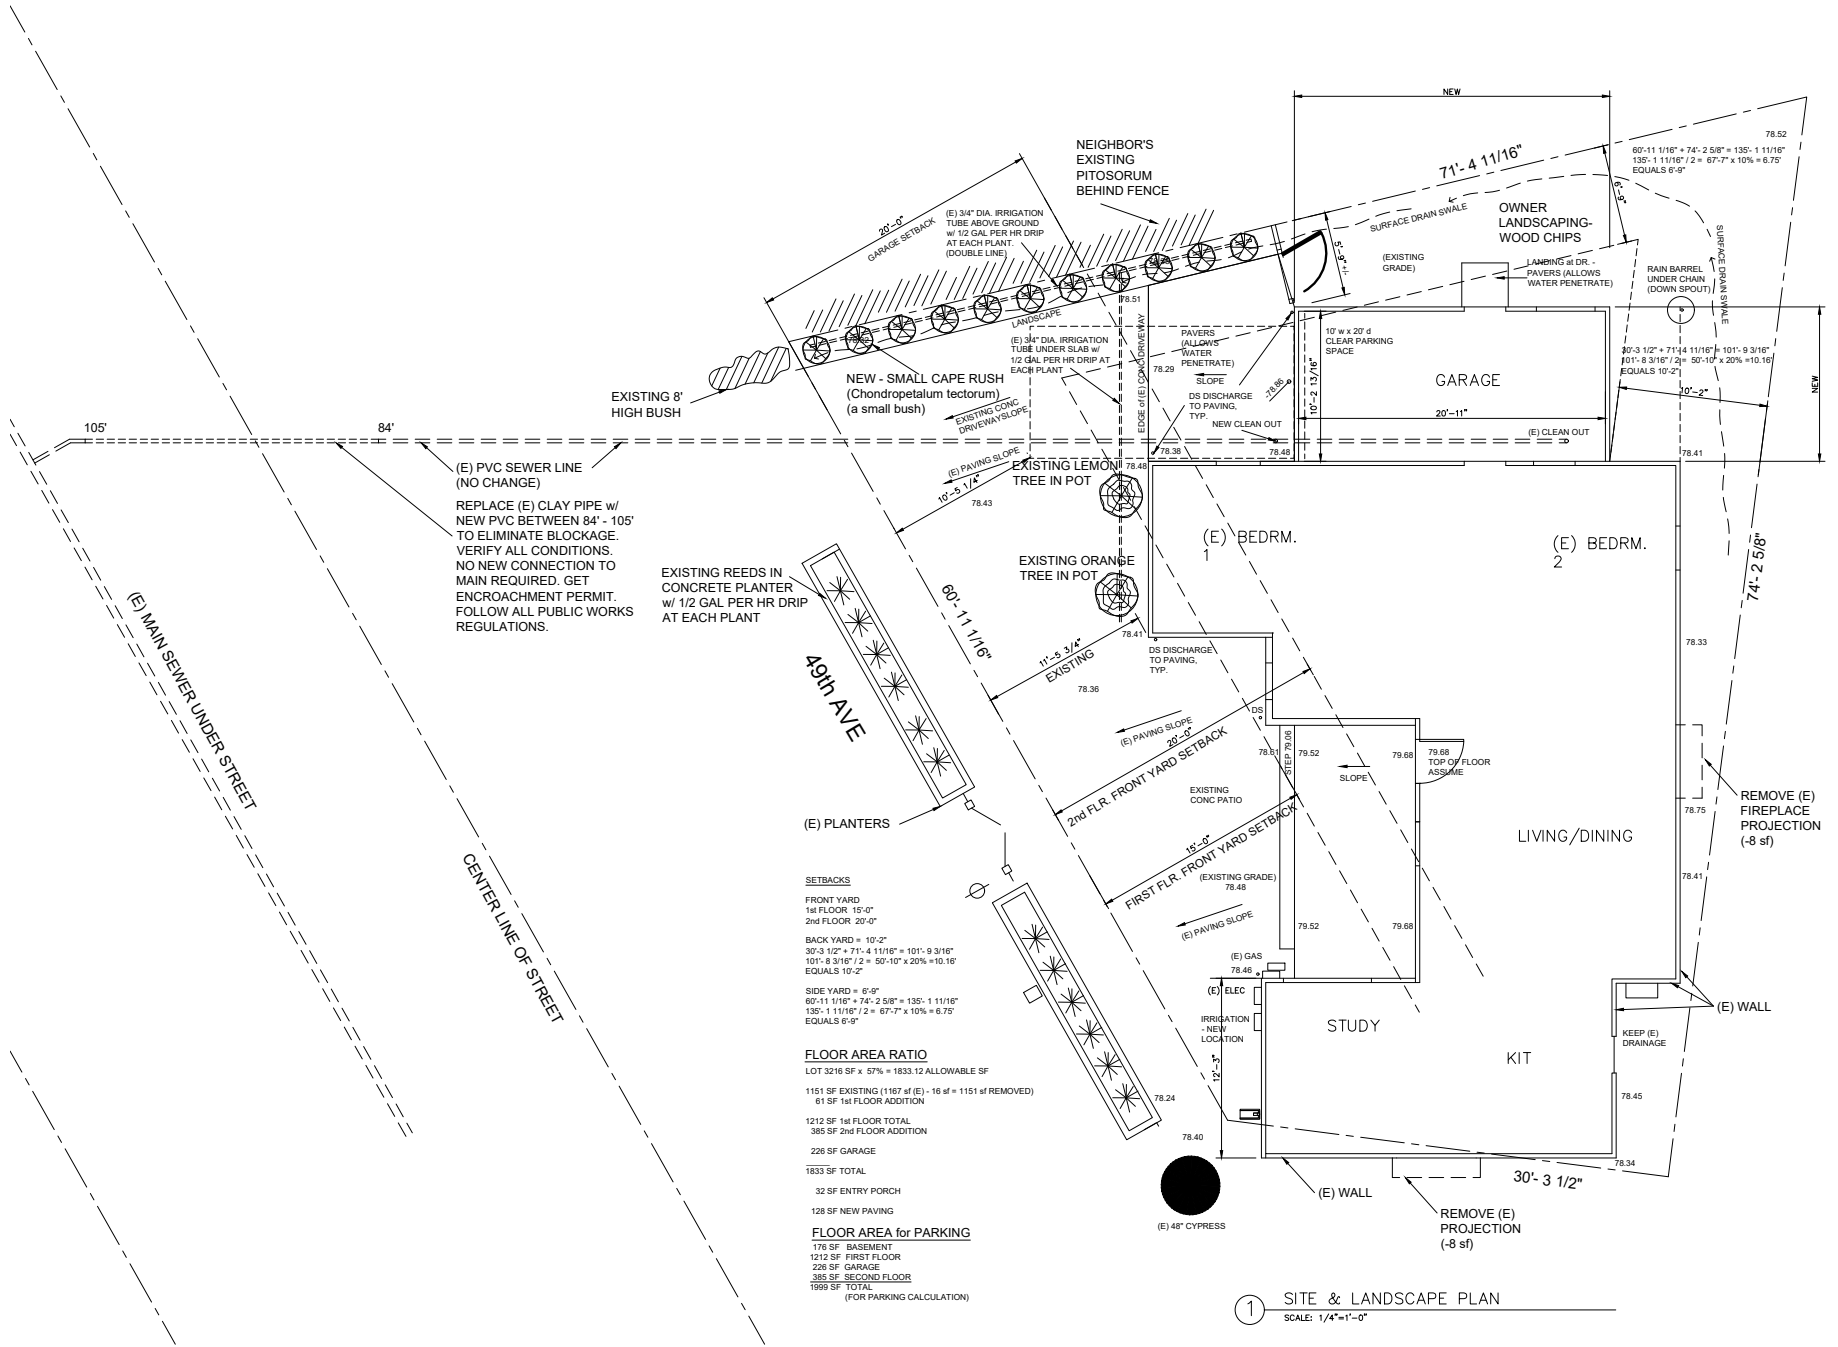 NEW
78.52
60'-11 1/16" + 74'- 2 5/8" = 135'- 1 11/16"
135'- 1 11/16" / 2 = 67'-7" x 10% = 6.75'
EQUALS 6'-9"
71'- 4 11/16"
6'-9"
NEIGHBOR'S
EXISTING
PITOSORUM
BEHIND FENCE
20'-0"
GARAGE SETBACK
(E) 3/4" DIA. IRRIGATION
TUBE ABOVE GROUND
w/ 1/2 GAL PER HR DRIP
AT EACH PLANT.
(DOUBLE LINE)
SURFACE DRAIN SWALE
OWNER
LANDSCAPING-
WOOD CHIPS
SURFACE DRAIN SWALE
5'-9"+/-
(EXISTING
GRADE)
LANDING at DR. -
PAVERS (ALLOWS
WATER PENETRATE)
RAIN BARREL
UNDER CHAIN
(DOWN SPOUT)
78.51
LANDSCAPE
(E) 3/4" DIA. IRRIGATION
TUBE UNDER SLAB w/
1/2 GAL PER HR DRIP AT
EACH PLANT
EDGE of (E) CONC DRIVEWAY
PAVERS
(ALLOWS
WATER
PENETRATE)
78.29
SLOPE
78.86
DS DISCHARGE
TO PAVING,
TYP.
NEW CLEAN OUT
10' w x 20' d
CLEAR PARKING
SPACE
10'-2 13/16"
GARAGE
20'-11"
(E) CLEAN OUT
30'-3 1/2" + 71'- 4 11/16" = 101'- 9 3/16"
101'- 8 3/16" / 2 = 50'-10" x 20% =10.16'
EQUALS 10'-2"
10'-2"
NEW
EXISTING 8'
HIGH BUSH
NEW - SMALL CAPE RUSH
(Chondropetalum tectorum)
(a small bush)
EXISTING CONC
DRIVEWAYSLOPE
105'
84'
(E) PVC SEWER LINE
(NO CHANGE)
(E) PAVING SLOPE
10'-5 1/4"
78.43
EXISTING LEMON
TREE IN POT
78.48
78.38
78.48
78.41
REPLACE (E) CLAY PIPE w/
NEW PVC BETWEEN 84' - 105'
TO ELIMINATE BLOCKAGE.
VERIFY ALL CONDITIONS.
NO NEW CONNECTION TO
MAIN REQUIRED. GET
ENCROACHMENT PERMIT.
FOLLOW ALL PUBLIC WORKS
REGULATIONS.
(E) BEDRM.
1
(E) BEDRM.
2
EXISTING ORANGE
TREE IN POT
EXISTING REEDS IN
CONCRETE PLANTER
w/ 1/2 GAL PER HR DRIP
AT EACH PLANT
60'- 11 1/16"
74'- 2 5/8"
(E) MAIN SEWER UNDER STREET
78.41
11'-5 3/4"
EXISTING
DS DISCHARGE
TO PAVING,
TYP.
78.33
49th AVE
78.36
DS
(E) PAVING SLOPE
20'-0"
2nd FLR. FRONT YARD SETBACK
78.61
STEP 79.06
79.52
79.68
79.68
TOP OF FLOOR
ASSUME
SLOPE
EXISTING
CONC PATIO
REMOVE (E)
FIREPLACE
PROJECTION
(-8 sf)
78.75
(E) PLANTERS
LIVING/DINING
15'-0"
FIRST FLR. FRONT YARD SETBACK
(EXISTING GRADE)
78.48
78.41
CENTER LINE OF STREET
(E) PAVING SLOPE
79.52
79.68
SETBACKS
FRONT YARD
1st FLOOR 15'-0"
2nd FLOOR 20'-0"
BACK YARD = 10'-2"
30'-3 1/2" + 71'- 4 11/16" = 101'- 9 3/16"
101'- 8 3/16" / 2 = 50'-10" x 20% =10.16'
EQUALS 10'-2"
SIDE YARD = 6'-9"
60'-11 1/16" + 74'- 2 5/8" = 135'- 1 11/16"
135'- 1 11/16" / 2 = 67'-7" x 10% = 6.75'
EQUALS 6'-9"
(E) GAS
78.46
(E) ELEC
IRRIGATION
- NEW
LOCATION
12'-3"
STUDY
KIT
(E) WALL
KEEP (E)
DRAINAGE
78.45
FLOOR AREA RATIO
LOT 3216 SF x 57% = 1833.12 ALLOWABLE SF
1151 SF EXISTING (1167 sf (E) - 16 sf = 1151 sf REMOVED)
61 SF 1st FLOOR ADDITION
1212 SF 1st FLOOR TOTAL
385 SF 2nd FLOOR ADDITION
226 SF GARAGE
1833 SF TOTAL
32 SF ENTRY PORCH
128 SF NEW PAVING
78.24
78.40
78.34
30'- 3 1/2"
(E) WALL
(E) 48" CYPRESS
REMOVE (E)
PROJECTION
(-8 sf)
FLOOR AREA for PARKING
176 SF BASEMENT
1212 SF FIRST FLOOR
226 SF GARAGE
385 SF SECOND FLOOR
1999 SF TOTAL
(FOR PARKING CALCULATION)
1
SITE & LANDSCAPE PLAN
SCALE: 1/4"=1'-0"